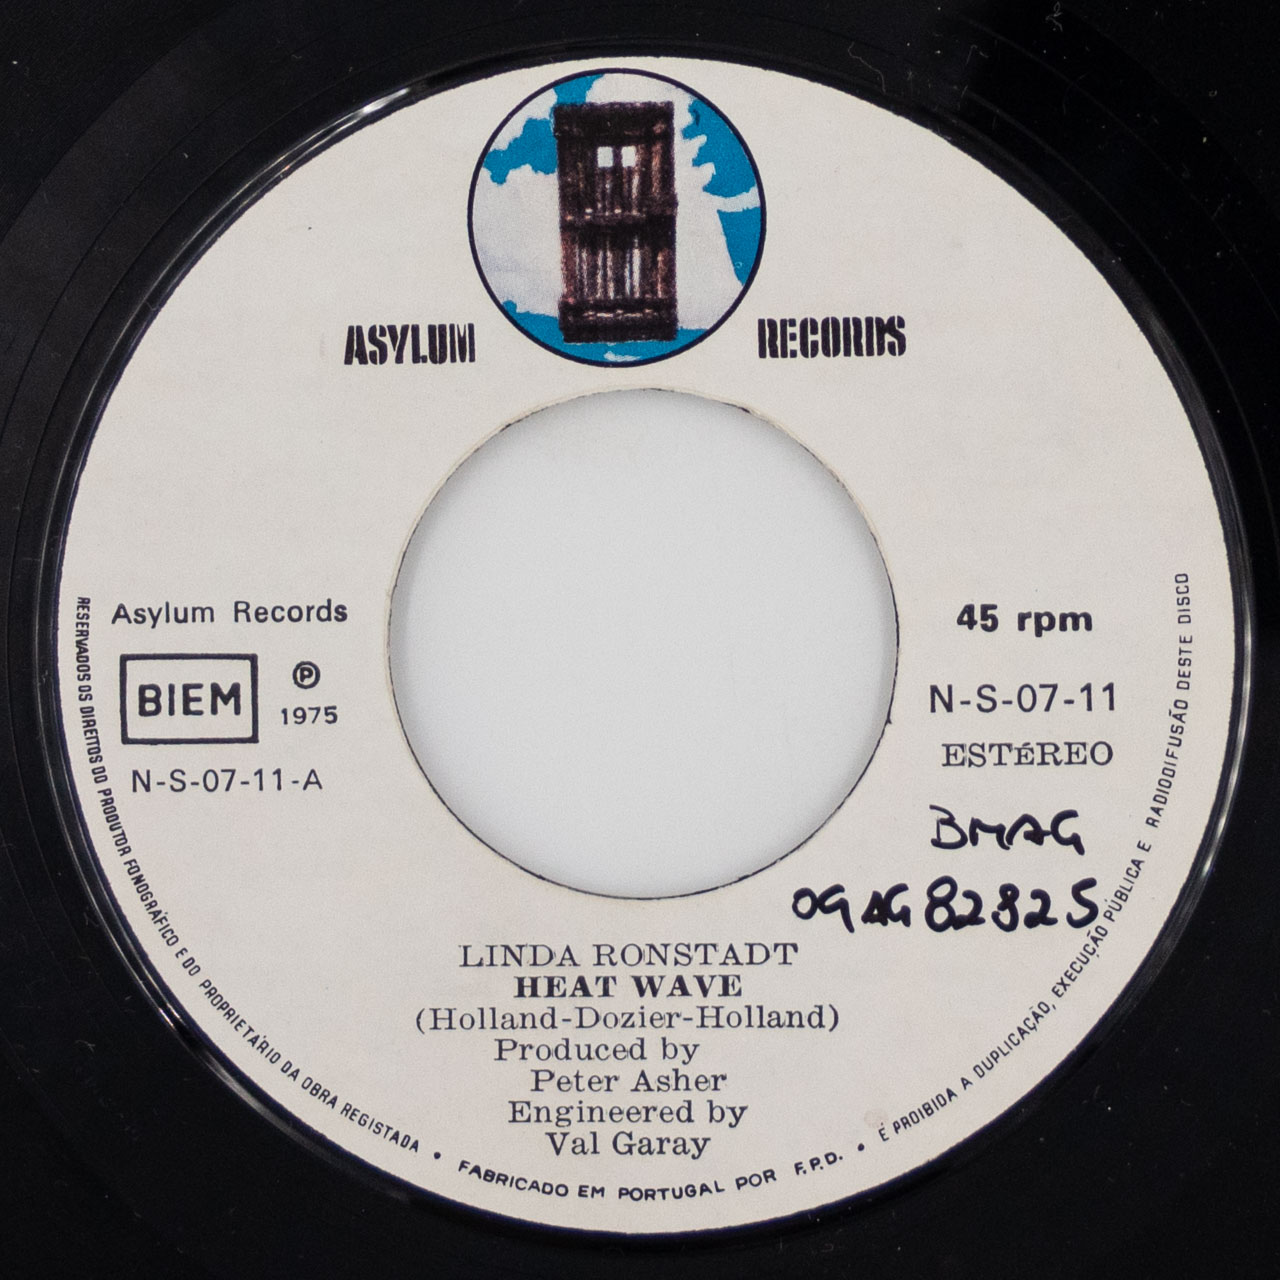 ASYLUM RECORDS
Asylum Records
BIEM
℗
1975
N-S-07-11-A
45 rpm
N-S-07-11
ESTÉREO
BMAG
LINDA RONSTADT
HEAT WAVE
(Holland-Dozier-Holland)
Produced by
Peter Asher
Engineered by
Val Garay
RESERVADOS OS DIREITOS DO PRODUTOR FONOGRÁFICO E DO PROPRIETÁRIO DA OBRA REGISTADA • FABRICADO EM PORTUGAL POR F.P.D. • É PROIBIDA A DUPLICAÇÃO, EXECUÇÃO PÚBLICA E RADIODIFUSÃO DESTE DISCO